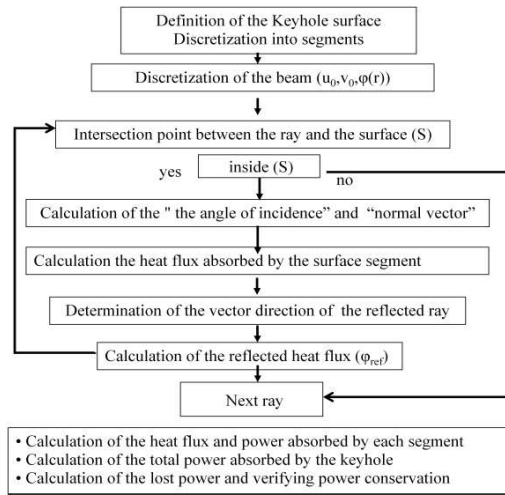 Definition of the Keyhole surface
Discretization into segments
Discretization of the beam (u₀,v₀,φ(r))
Intersection point between the ray and the surface (S)
yes
inside (S)
no
Calculation of the " the angle of incidence” and “normal vector”
Calculation the heat flux absorbed by the surface segment
Determination of the vector direction of the reflected ray
Calculation of the reflected heat flux (φref)
Next ray
• Calculation of the heat flux and power absorbed by each segment
• Calculation of the total power absorbed by the keyhole
• Calculation of the lost power and verifying power conservation